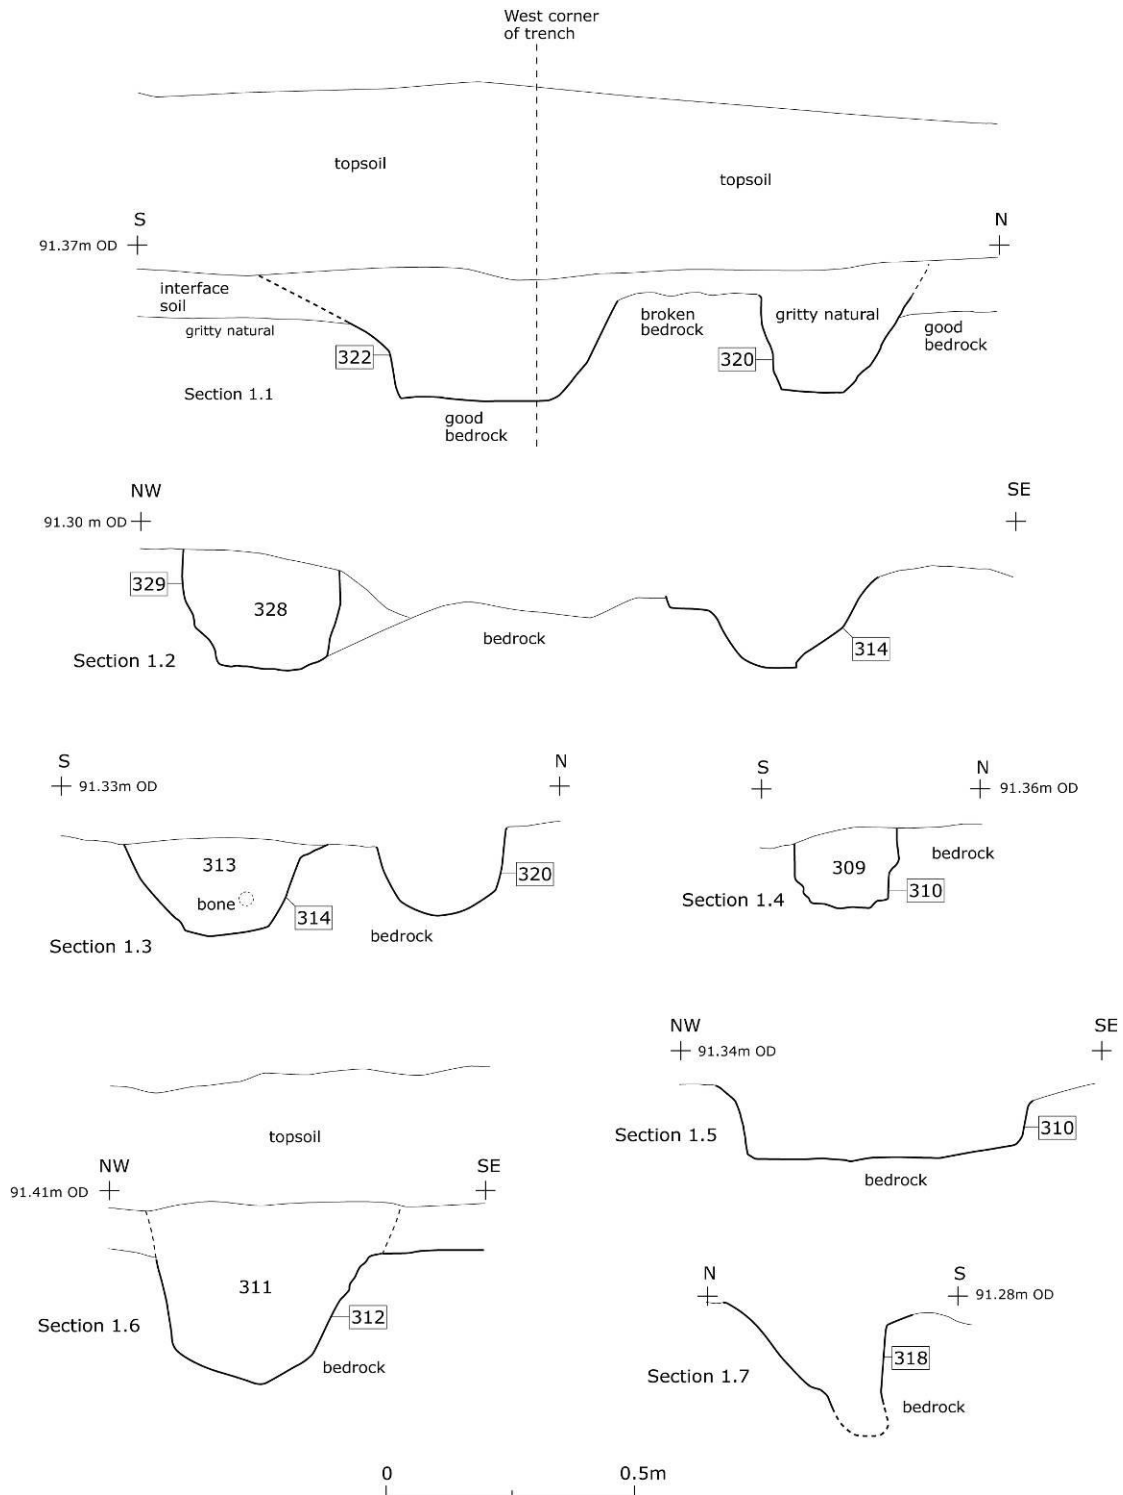 West corner
of trench
topsoil
topsoil
S
N
91.37m OD
interface
soil
gritty natural
322
broken
bedrock
320
gritty natural
good
bedrock
Section 1.1
good
bedrock
NW
SE
91.30 m OD
329
328
bedrock
314
Section 1.2
S
91.33m OD
N
313
bone
314
320
bedrock
Section 1.3
S
N
91.36m OD
309
bedrock
310
Section 1.4
NW
91.34m OD
SE
310
Section 1.5
bedrock
topsoil
NW
SE
91.41m OD
311
312
Section 1.6
bedrock
N
S
91.28m OD
318
Section 1.7
bedrock
0
0.5m